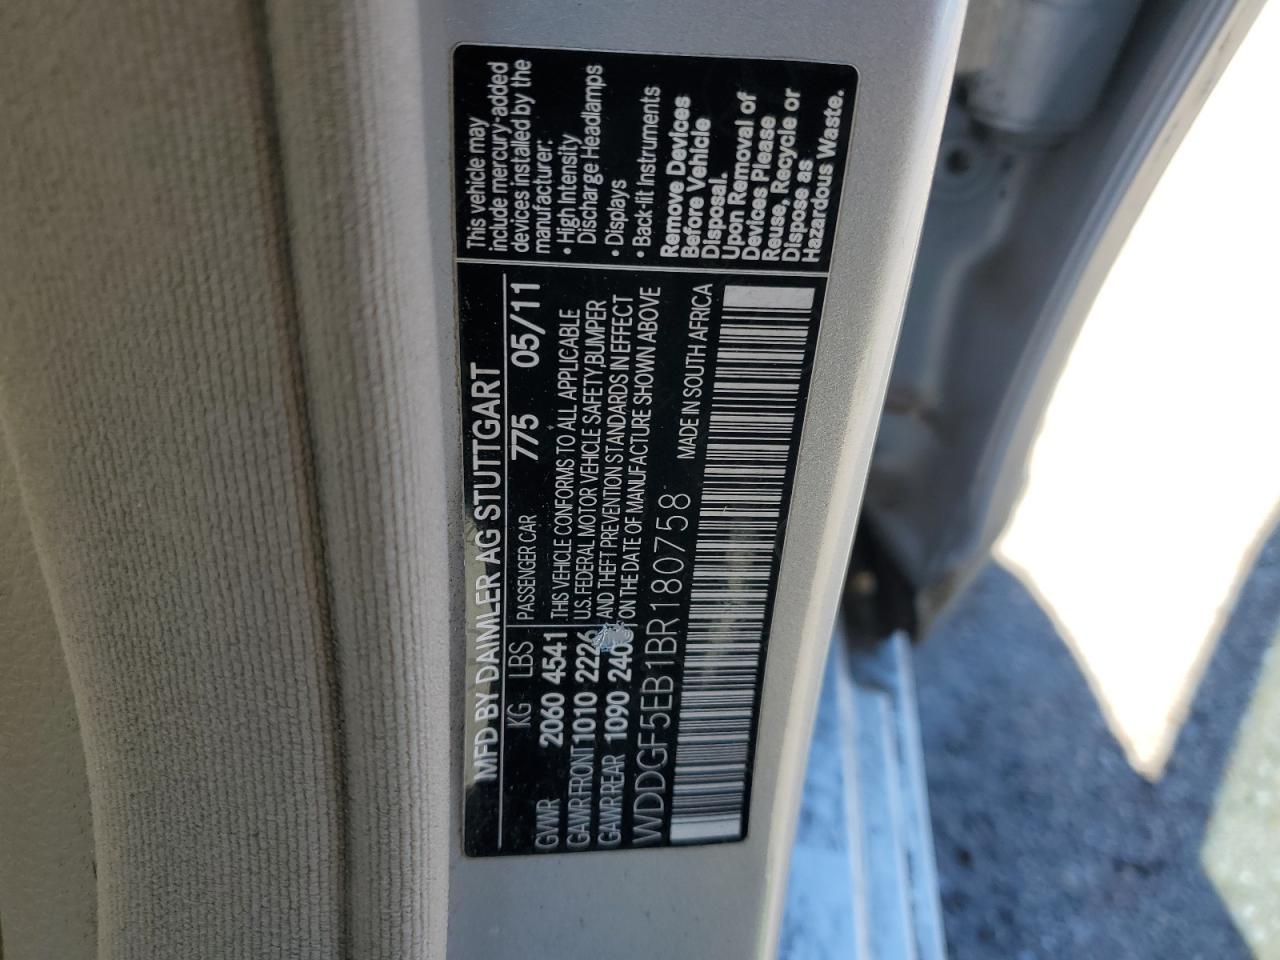 MFD BY DAIMLER AG STUTTGART
KG LBS PASSENGER CAR 775 05/11
GVWR 2060 4541
GAWR FRONT 1010 2226
GAWR REAR 1090
THIS VEHICLE CONFORMS TO ALL APPLICABLE
U.S. FEDERAL MOTOR VEHICLE SAFETY,BUMPER
AND THEFT PREVENTION STANDARDS IN EFFECT
ON THE DATE OF MANUFACTURE SHOWN ABOVE
WDDGF5EB1BR180758 MADE IN SOUTH AFRICA
This vehicle may
include mercury-added
devices installed by the
manufacturer:
• High Intensity
Discharge Headlamps
• Displays
• Back-lit Instruments
Remove Devices
Before Vehicle
Disposal.
Upon Removal of
Devices Please
Reuse, Recycle or
Dispose as
Hazardous Waste.